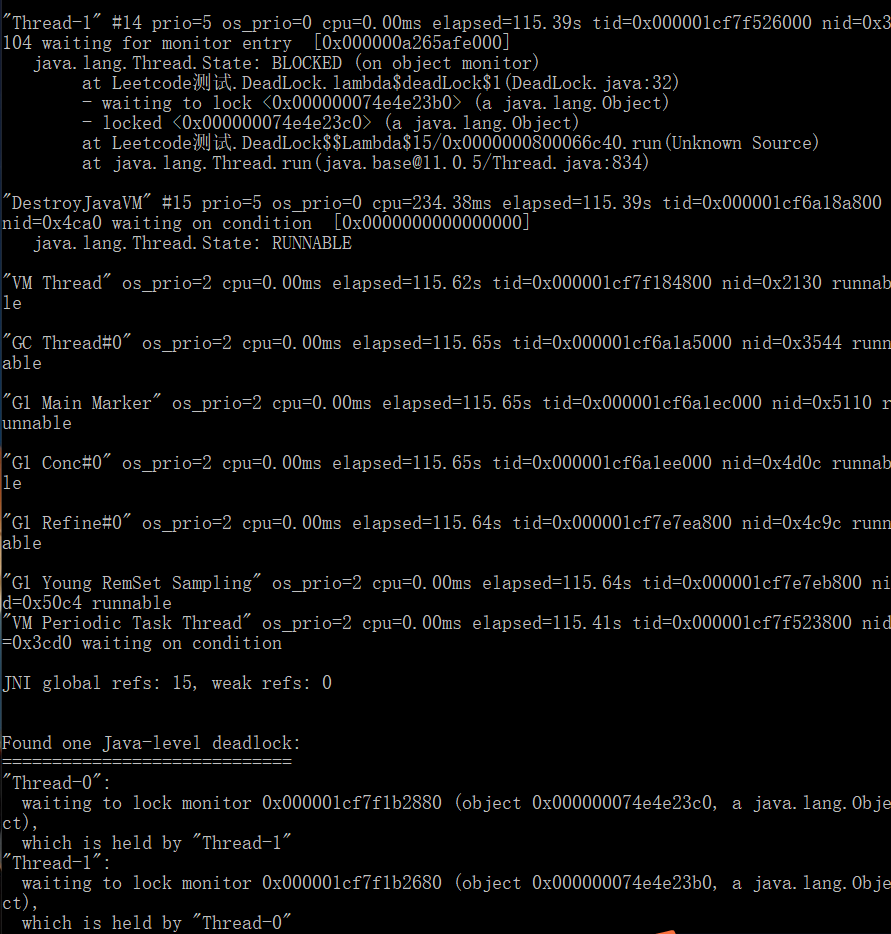 "Thread-1" #14 prio=5 os_prio=0 cpu=0.00ms elapsed=115.39s tid=0x000001cf7f526000 nid=0x3
104 waiting for monitor entry  [0x000000a265afe000]
   java.lang.Thread.State: BLOCKED (on object monitor)
        at Leetcode测试.DeadLock.lambda$deadLock$1(DeadLock.java:32)
        - waiting to lock <0x000000074e4e23b0> (a java.lang.Object)
        - locked <0x000000074e4e23c0> (a java.lang.Object)
        at Leetcode测试.DeadLock$$Lambda$15/0x0000000800066c40.run(Unknown Source)
        at java.lang.Thread.run(java.base@11.0.5/Thread.java:834)

"DestroyJavaVM" #15 prio=5 os_prio=0 cpu=234.38ms elapsed=115.39s tid=0x000001cf6a18a800
nid=0x4ca0 waiting on condition  [0x0000000000000000]
   java.lang.Thread.State: RUNNABLE

"VM Thread" os_prio=2 cpu=0.00ms elapsed=115.62s tid=0x000001cf7f184800 nid=0x2130 runnab
le

"GC Thread#0" os_prio=2 cpu=0.00ms elapsed=115.65s tid=0x000001cf6a1a5000 nid=0x3544 runn
able

"G1 Main Marker" os_prio=2 cpu=0.00ms elapsed=115.65s tid=0x000001cf6a1ec000 nid=0x5110 r
unnable

"G1 Conc#0" os_prio=2 cpu=0.00ms elapsed=115.65s tid=0x000001cf6a1ee000 nid=0x4d0c runnab
le

"G1 Refine#0" os_prio=2 cpu=0.00ms elapsed=115.64s tid=0x000001cf7e7ea800 nid=0x4c9c runn
able

"G1 Young RemSet Sampling" os_prio=2 cpu=0.00ms elapsed=115.64s tid=0x000001cf7e7eb800 ni
d=0x50c4 runnable
"VM Periodic Task Thread" os_prio=2 cpu=0.00ms elapsed=115.41s tid=0x000001cf7f523800 nid
=0x3cd0 waiting on condition

JNI global refs: 15, weak refs: 0


Found one Java-level deadlock:
=============================
"Thread-0":
  waiting to lock monitor 0x000001cf7f1b2880 (object 0x000000074e4e23c0, a java.lang.Obje
ct),
  which is held by "Thread-1"
"Thread-1":
  waiting to lock monitor 0x000001cf7f1b2680 (object 0x000000074e4e23b0, a java.lang.Obje
ct),
  which is held by "Thread-0"